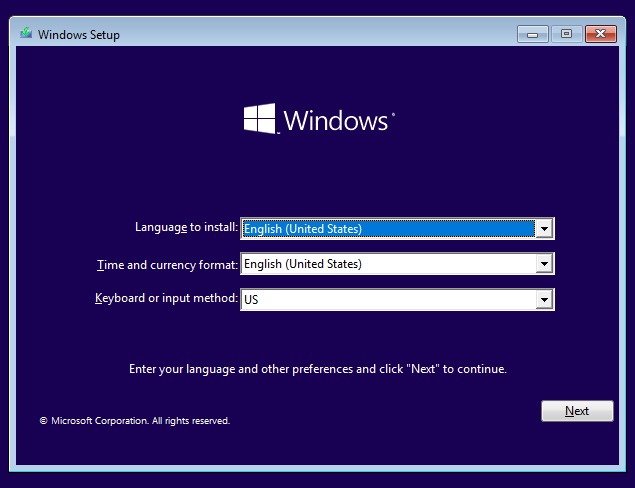 Windows Setup
Windows
Language to install: English (United States)
Time and currency format: English (United States)
Keyboard or input method: US
Enter your language and other preferences and click "Next" to continue.
Next
© Microsoft Corporation. All rights reserved.